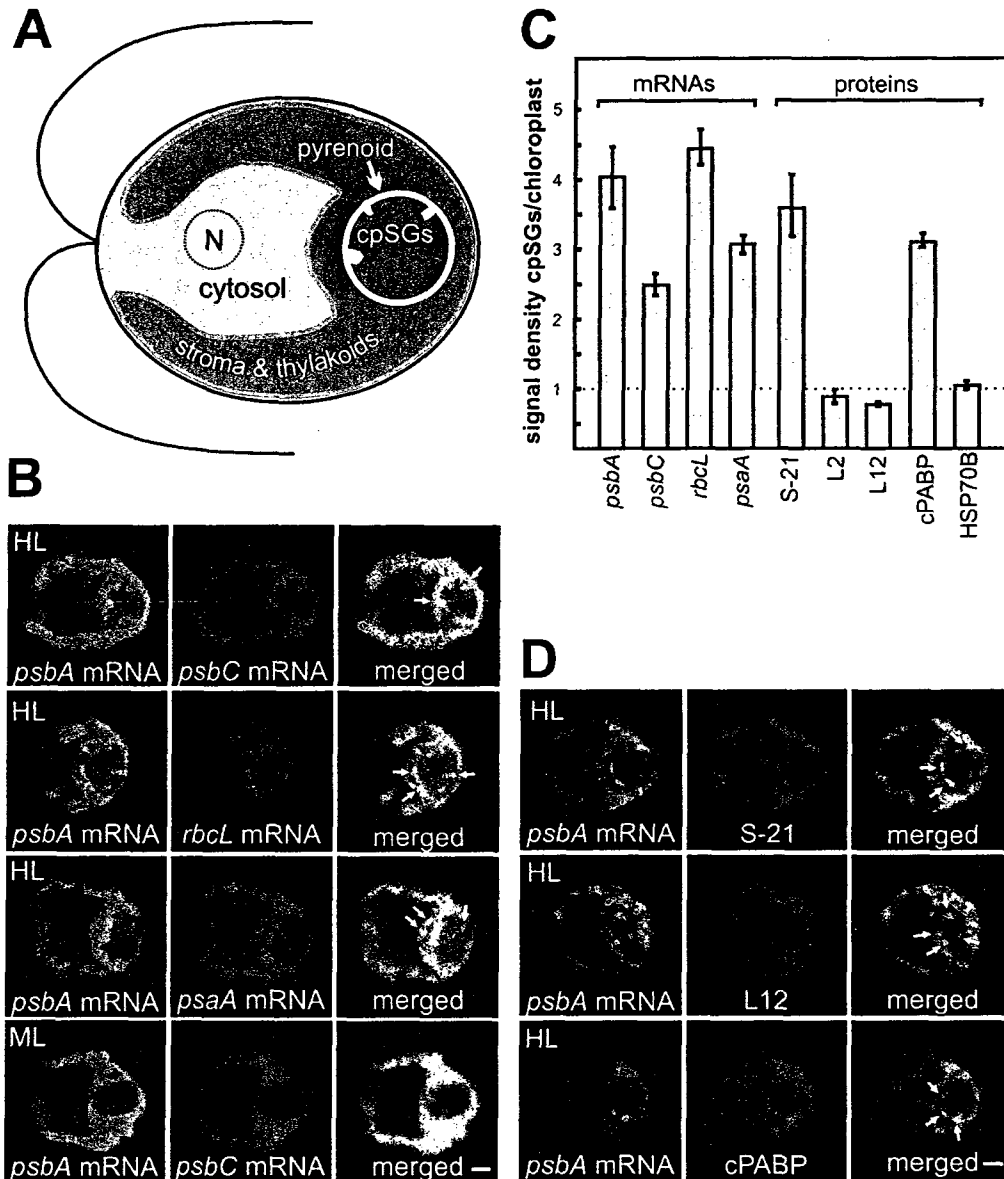 A
pyrenoid
cpSGs
N
cytosol
stroma & thylakoids
C
signal density cpSGs/chloroplast
mRNAs
proteins
5
4
3
2
1
psbA
psbC
rbcL
psaA
S-21
L2
L12
cPABP
HSP70B
B
HL
psbA mRNA
psbC mRNA
merged
HL
psbA mRNA
rbcL mRNA
merged
HL
psbA mRNA
psaA mRNA
merged
ML
psbA mRNA
psbC mRNA
merged
D
HL
psbA mRNA
S-21
merged
HL
psbA mRNA
L12
merged
HL
psbA mRNA
cPABP
merged